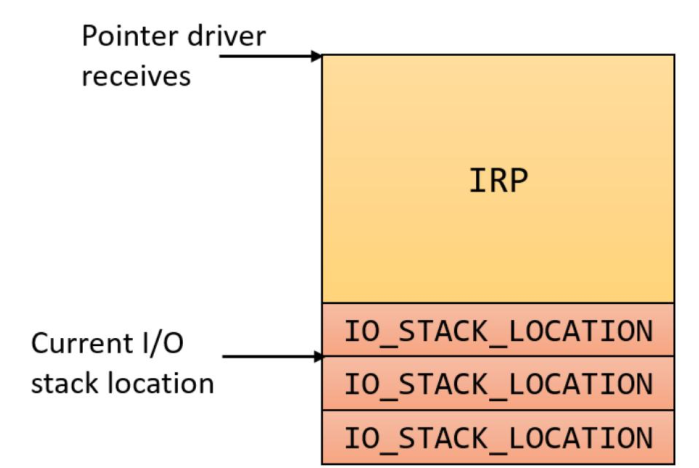 Pointer driver
receives
IRP
IO_STACK_LOCATION
Current I/O
stack location
IO_STACK_LOCATION
IO_STACK_LOCATION